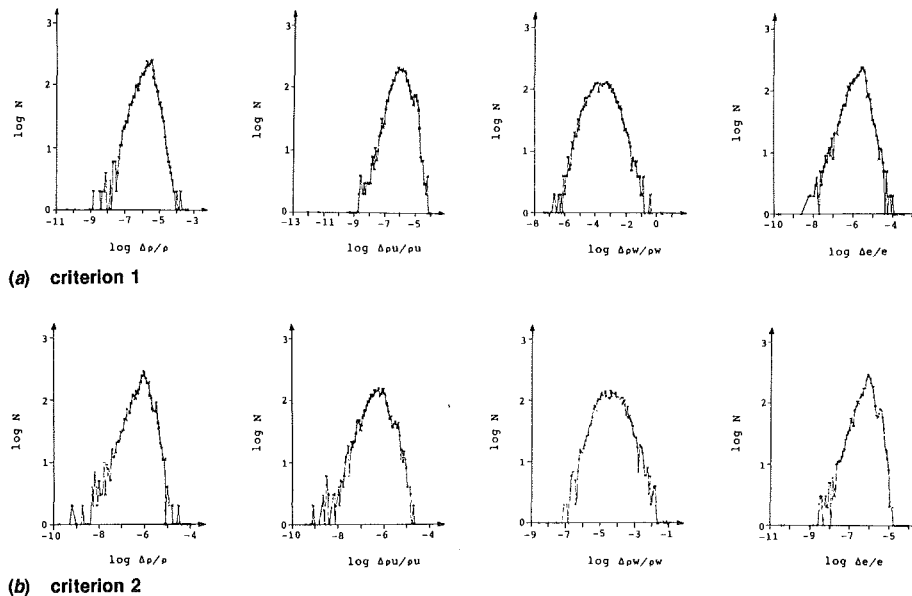 3
3
3
3
2
2
2
2
log N
log N
log N
log N
1
1
1
1
0
0
0
0
-11 -9 -7 -5 -3
-13 -11 -9 -7 -5
-8 -6 -4 -2 0
-10 -8 -6 -4
log Δρ/ρ
log Δρu/ρu
log Δρw/ρw
log Δe/e
(a) criterion 1
3
3
3
3
2
2
2
2
log N
log N
log N
log N
1
1
1
1
0
0
0
0
-10 -8 -6 -4
-10 -8 -6 -4
-9 -7 -5 -3 -1
-11 -9 -7 -5
log Δρ/ρ
log Δρu/ρu
log Δρw/ρw
log Δe/e
(b) criterion 2